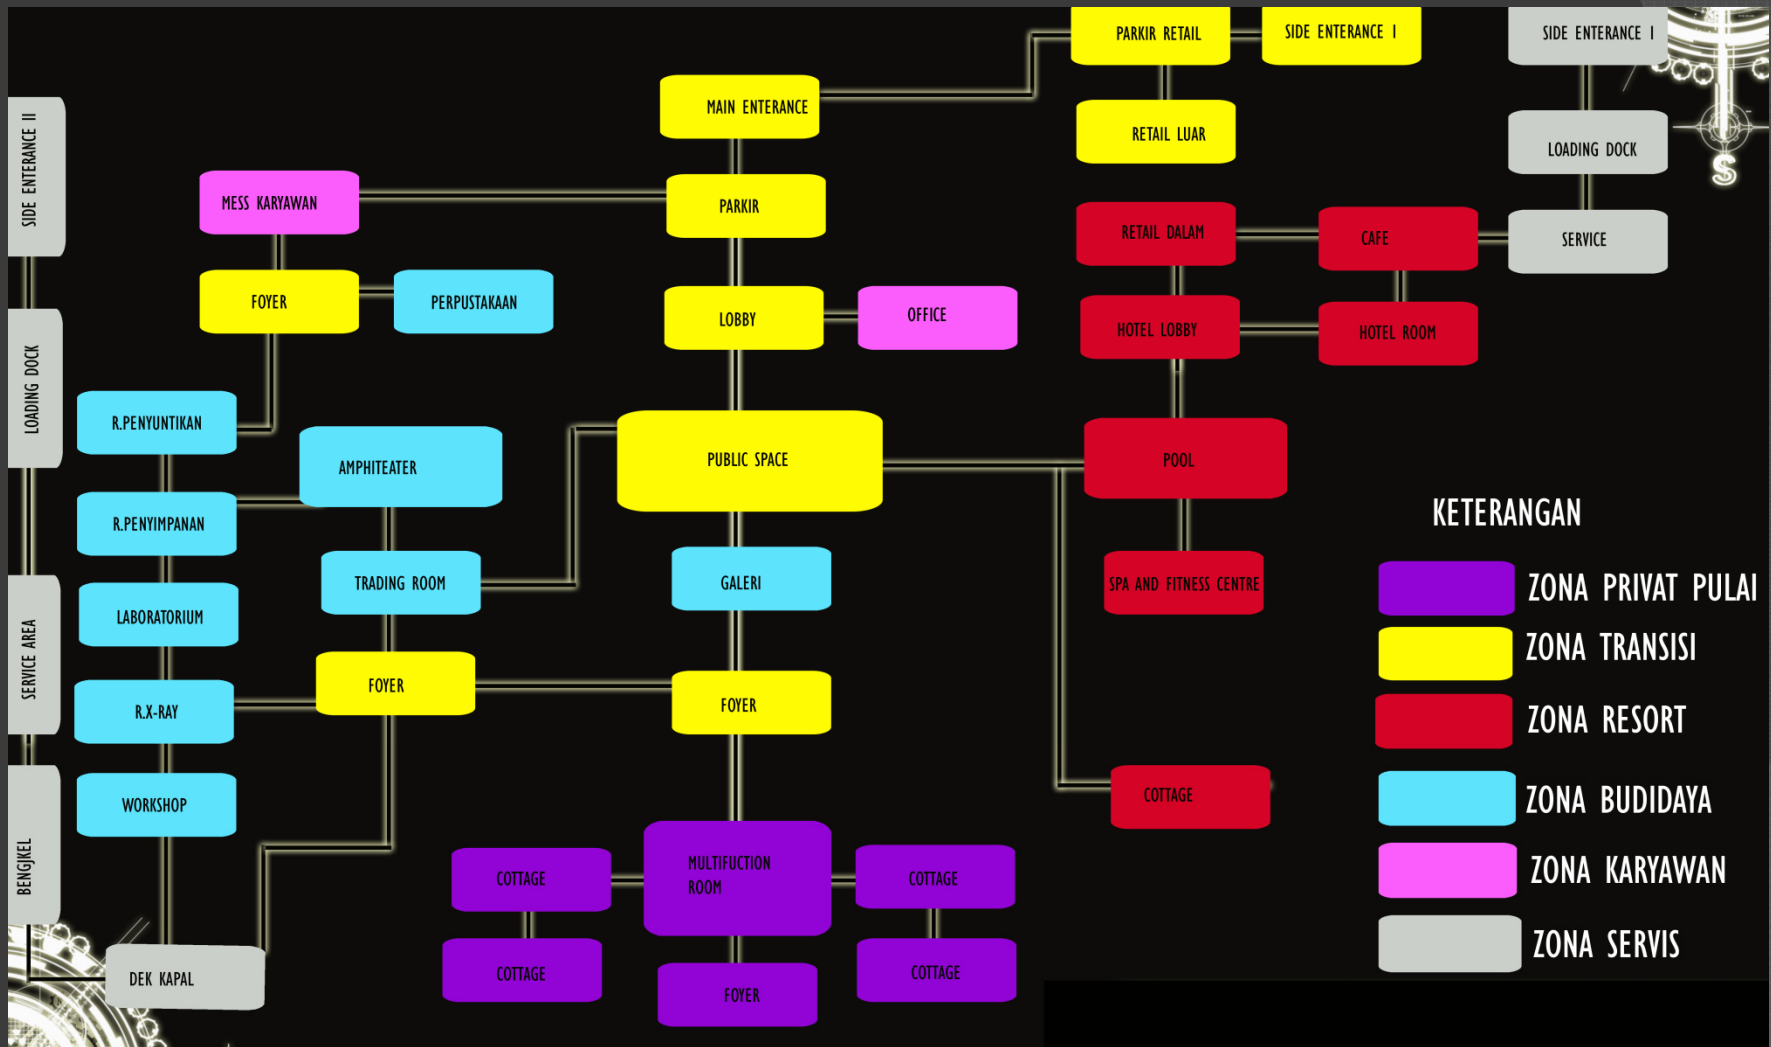 PARKIR RETAIL
SIDE ENTERANCE I
SIDE ENTERANCE I
MAIN ENTERANCE
RETAIL LUAR
LOADING DOCK
S
SIDE ENTERANCE II
MESS KARYAWAN
PARKIR
RETAIL DALAM
CAFE
SERVICE
FOYER
PERPUSTAKAAN
LOBBY
OFFICE
HOTEL LOBBY
HOTEL ROOM
LOADING DOCK
R.PENYUNTIKAN
AMPHITEATER
PUBLIC SPACE
POOL
R.PENYIMPANAN
KETERANGAN
TRADING ROOM
GALERI
SPA AND FITNESS CENTRE
ZONA PRIVAT PULAI
LABORATORIUM
SERVICE AREA
ZONA TRANSISI
FOYER
FOYER
R.X-RAY
ZONA RESORT
WORKSHOP
COTTAGE
ZONA BUDIDAYA
BENGJKEL
COTTAGE
MULTIFUCTION
ROOM
COTTAGE
ZONA KARYAWAN
DEK KAPAL
COTTAGE
FOYER
COTTAGE
ZONA SERVIS